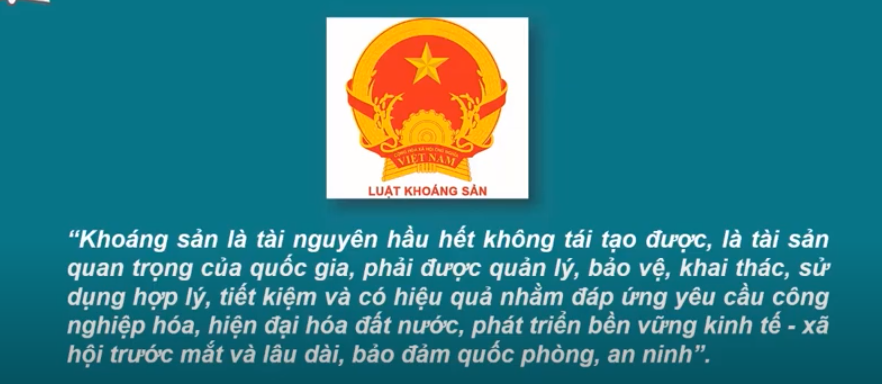 VIỆT NAM
LUẬT KHOÁNG SẢN
“Khoáng sản là tài nguyên hầu hết không tái tạo được, là tài sản
quan trọng của quốc gia, phải được quản lý, bảo vệ, khai thác, sử
dụng hợp lý, tiết kiệm và có hiệu quả nhằm đáp ứng yêu cầu công
nghiệp hóa, hiện đại hóa đất nước, phát triển bền vững kinh tế - xã
hội trước mắt và lâu dài, bảo đảm quốc phòng, an ninh”.